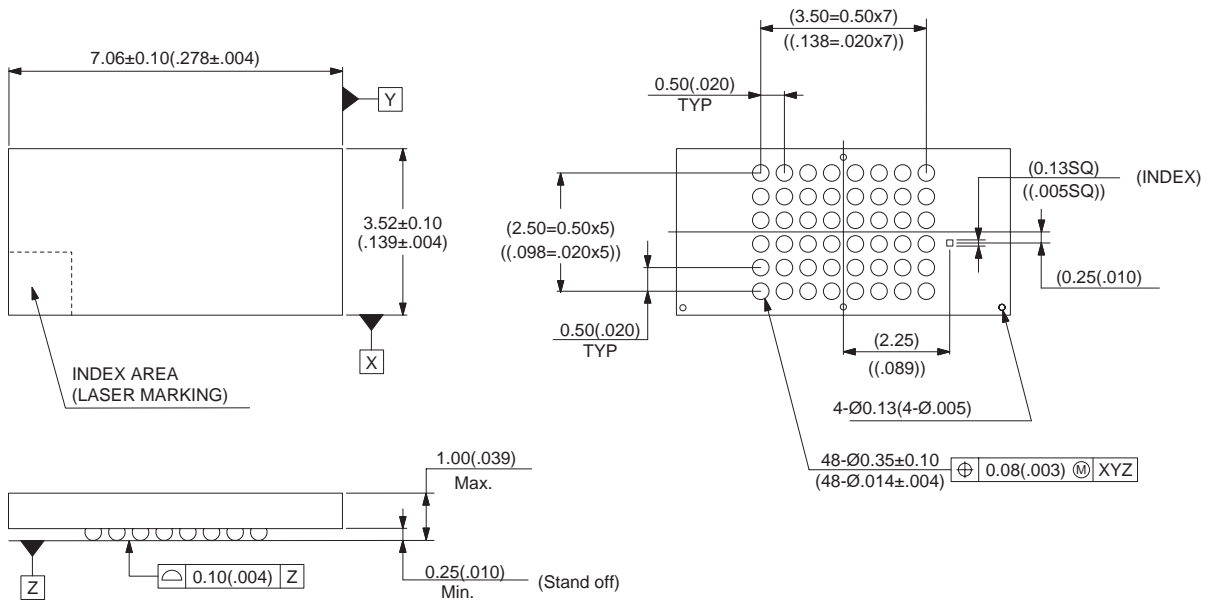 7.06±0.10(.278±.004)
Y
3.52±0.10
(.139±.004)
X
INDEX AREA
(LASER MARKING)
(3.50=0.50x7)
((.138=.020x7))
0.50(.020)
TYP
(2.50=0.50x5)
((.098=.020x5))
0.50(.020)
TYP
(0.13SQ)
((.005SQ))
(INDEX)
(0.25(.010)
(2.25)
((.089))
4-Ø0.13(4-Ø.005)
48-Ø0.35±0.10
(48-Ø.014±.004)
⌖ 0.08(.003) Ⓜ XYZ
1.00(.039)
Max.
Z
⌓ 0.10(.004) Z
0.25(.010)
Min.
(Stand off)